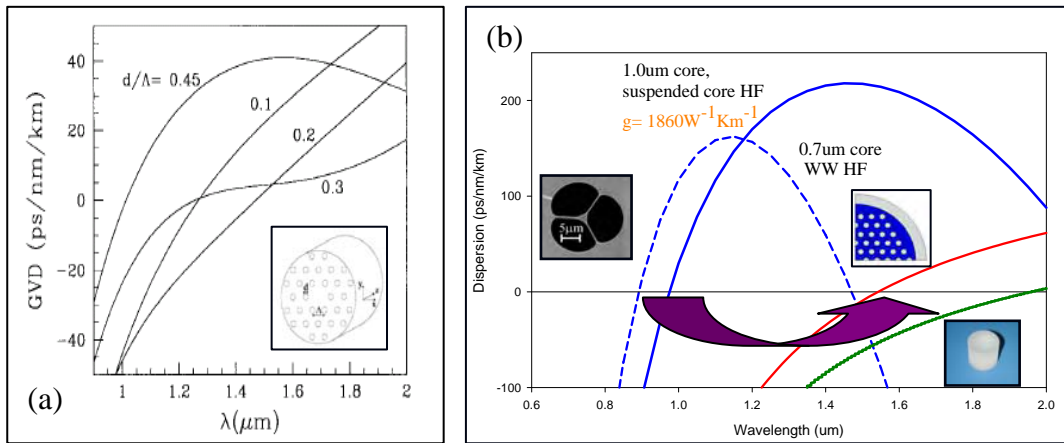 GVD (ps/nm/km)
40
20
0
-20
-40
d/Λ= 0.45
0.1
0.2
0.3
d
Λ
1
1.2
1.4
1.6
1.8
2
λ(μm)
(a)
(b)
Dispersion (ps/nm/km)
200
100
0
-100
1.0um core,
suspended core HF
g= 1860W⁻¹Km⁻¹
0.7um core
WW HF
5μm
0.6
0.8
1.0
1.2
1.4
1.6
1.8
2.0
Wavelength (um)